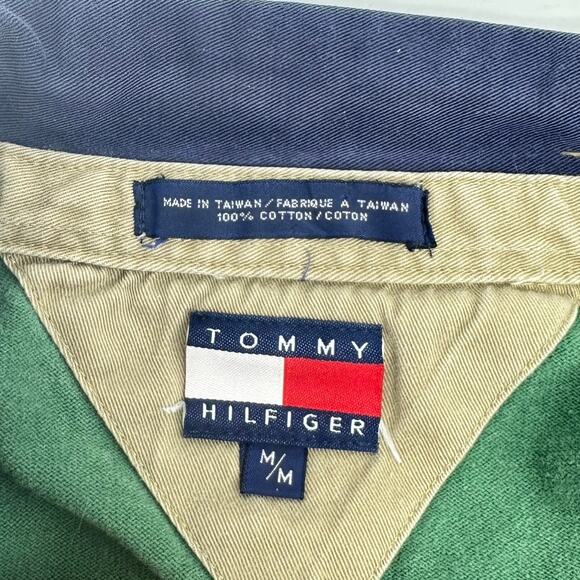 MADE IN TAIWAN / FABRIQUE A TAIWAN
100% COTTON / COTON
TOMMY
HILFIGER
M/M